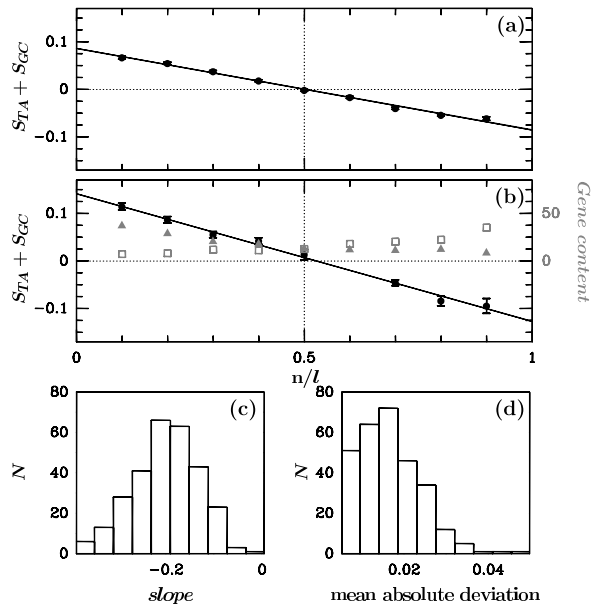 (a)
0.1
0
−0.1
S_TA + S_GC
(b)
0.1
0
−0.1
S_TA + S_GC
50
0
Gene content
0 0.5 1
n/l
(c)
80
60
40
20
0
N
−0.2 0
slope
(d)
80
60
40
20
0
N
0.02 0.04
mean absolute deviation